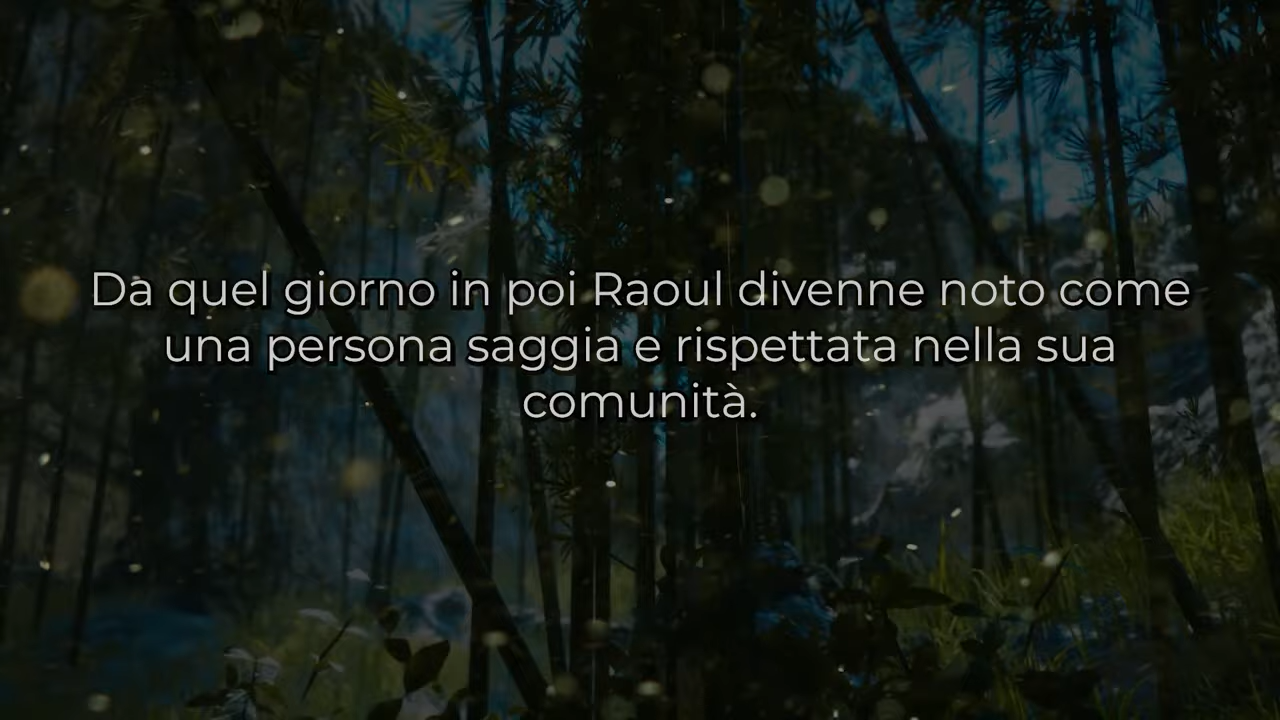 Da quel giorno in poi Raoul divenne noto come
una persona saggia e rispettata nella sua
comunità.